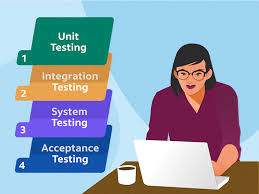 Unit
Testing
1
Integration
Testing
2
System
Testing
3
Acceptance
Testing
4